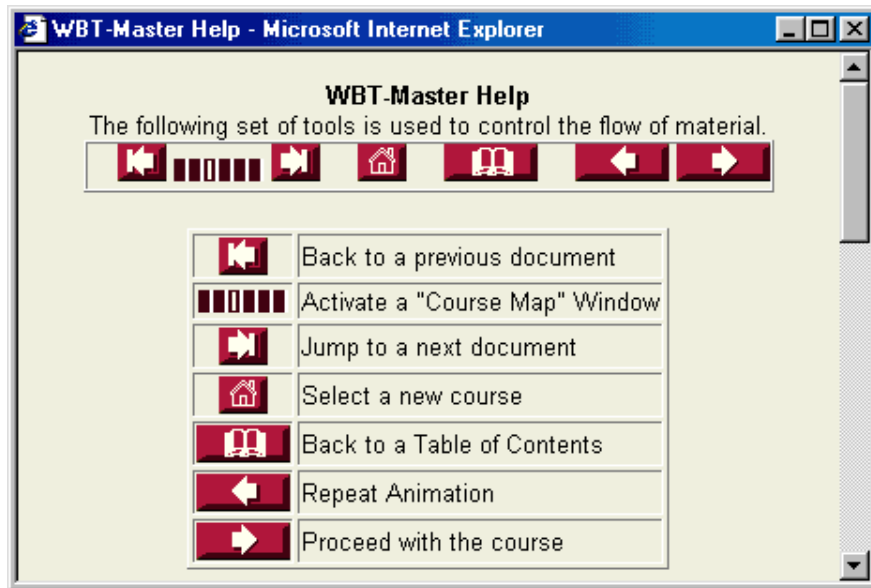 WBT-Master Help - Microsoft Internet Explorer
WBT-Master Help
The following set of tools is used to control the flow of material.
Back to a previous document
Activate a "Course Map" Window
Jump to a next document
Select a new course
Back to a Table of Contents
Repeat Animation
Proceed with the course